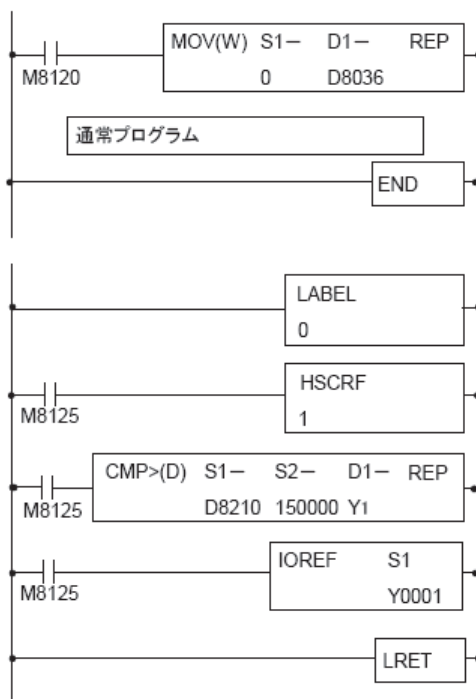 MOV(W) S1− D1− REP
M8120 0 D8036
通常プログラム
END
LABEL
0
HSCRF
M8125 1
CMP>(D) S1− S2− D1− REP
M8125 D8210 150000 Y1
IOREF S1
M8125 Y0001
LRET